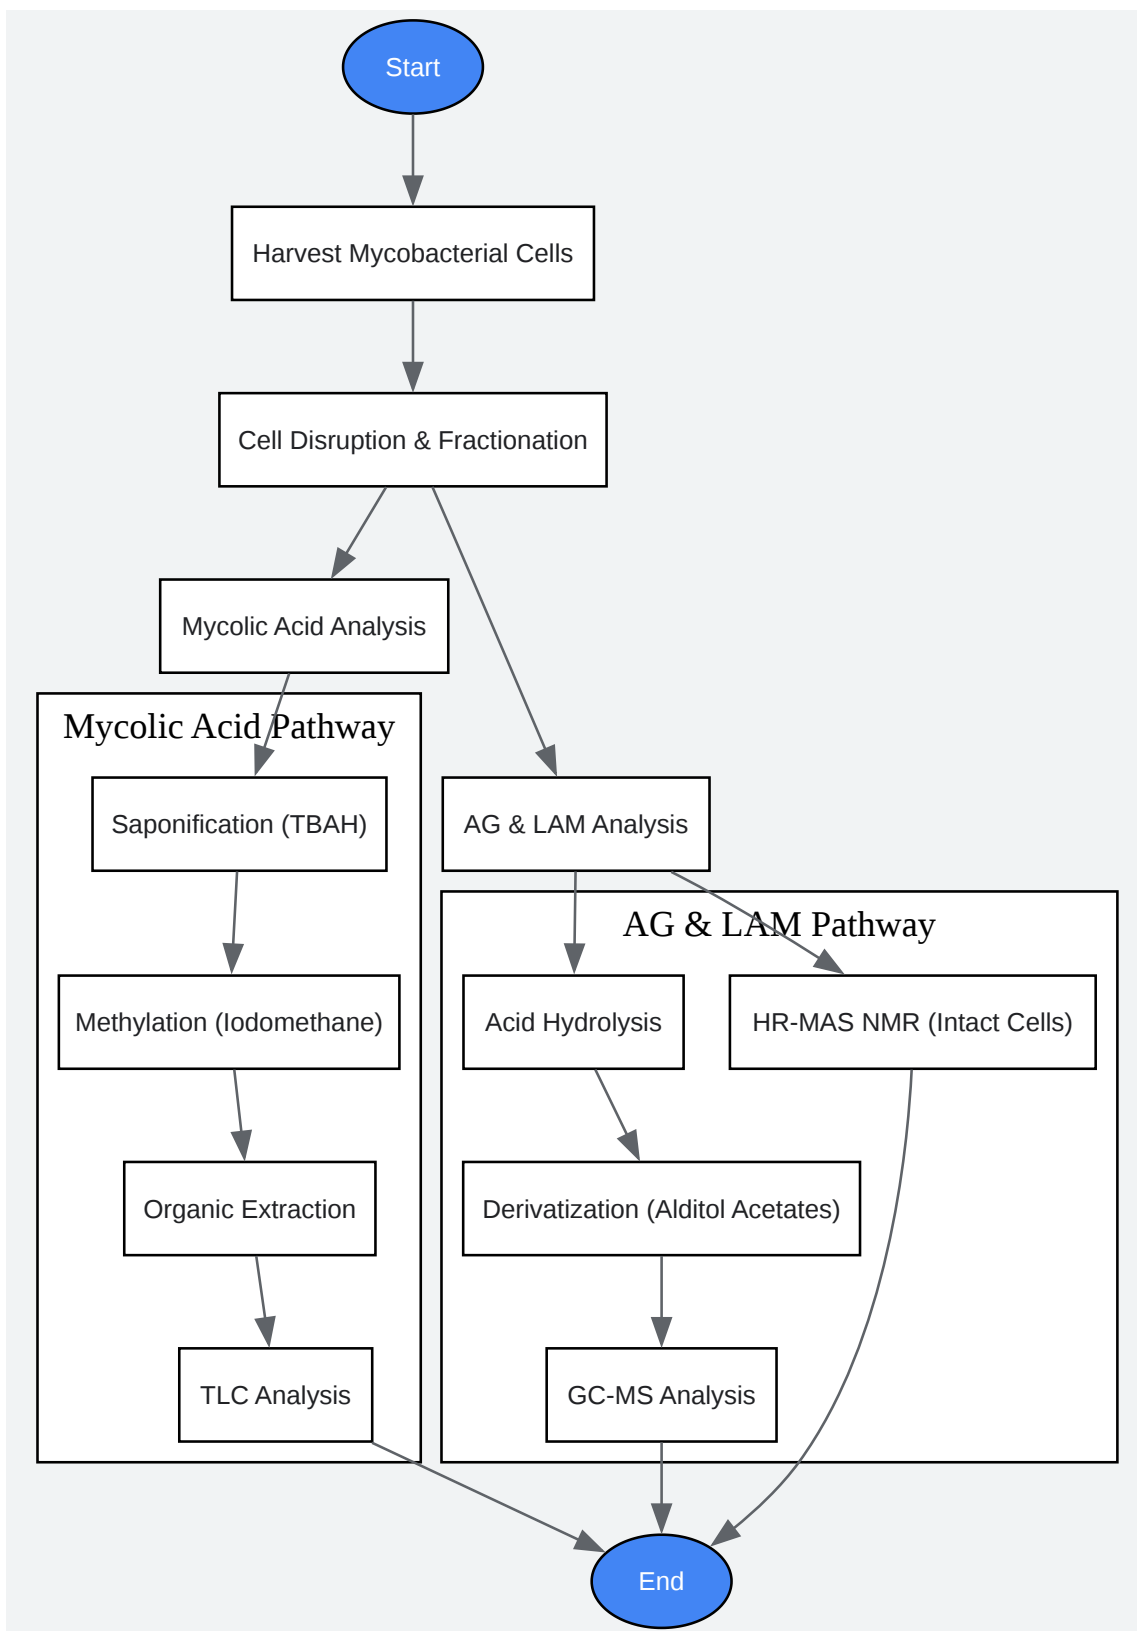 Start
Harvest Mycobacterial Cells
Cell Disruption & Fractionation
Mycolic Acid Analysis
Mycolic Acid Pathway
Saponification (TBAH)
AG & LAM Analysis
AG & LAM Pathway
Methylation (Iodomethane)
Acid Hydrolysis
HR-MAS NMR (Intact Cells)
Organic Extraction
Derivatization (Alditol Acetates)
TLC Analysis
GC-MS Analysis
End